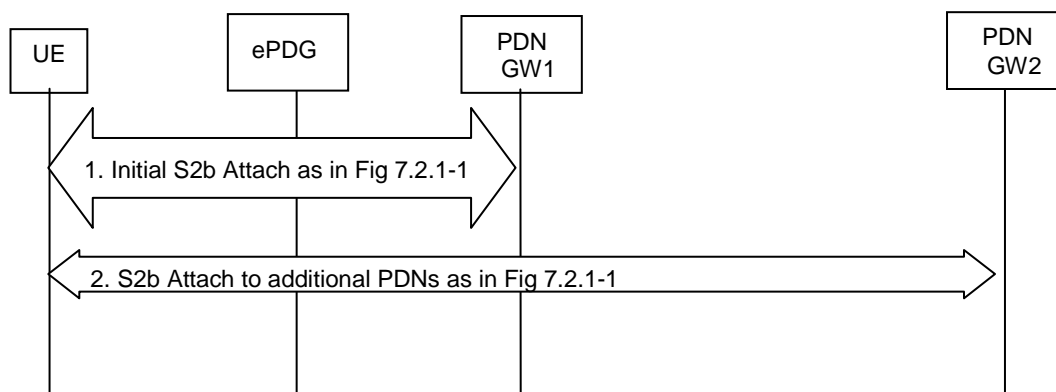 UE
ePDG
PDN
GW1
PDN
GW2
1. Initial S2b Attach as in Fig 7.2.1-1
2. S2b Attach to additional PDNs as in Fig 7.2.1-1